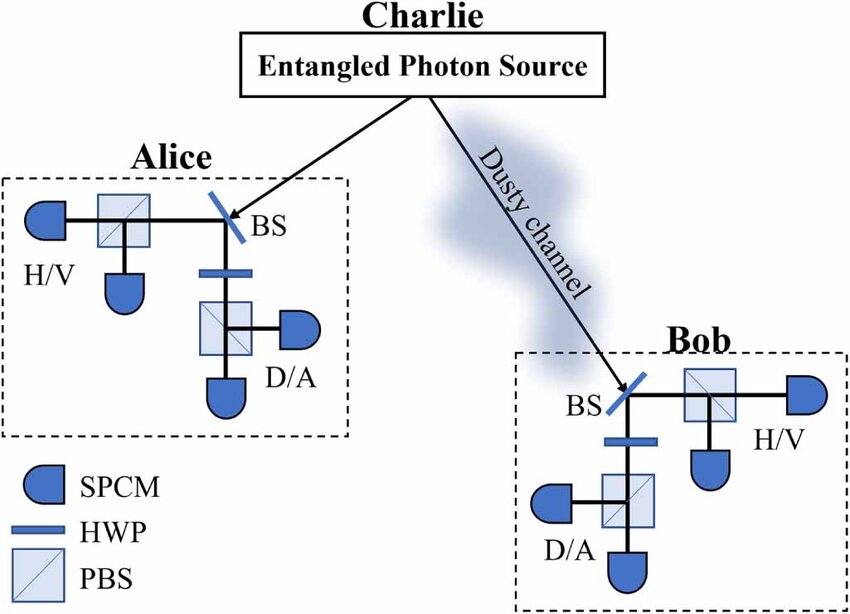 Charlie
Entangled Photon Source
Alice
BS
H/V
D/A
Dusty channel
Bob
BS
H/V
D/A
SPCM
HWP
PBS